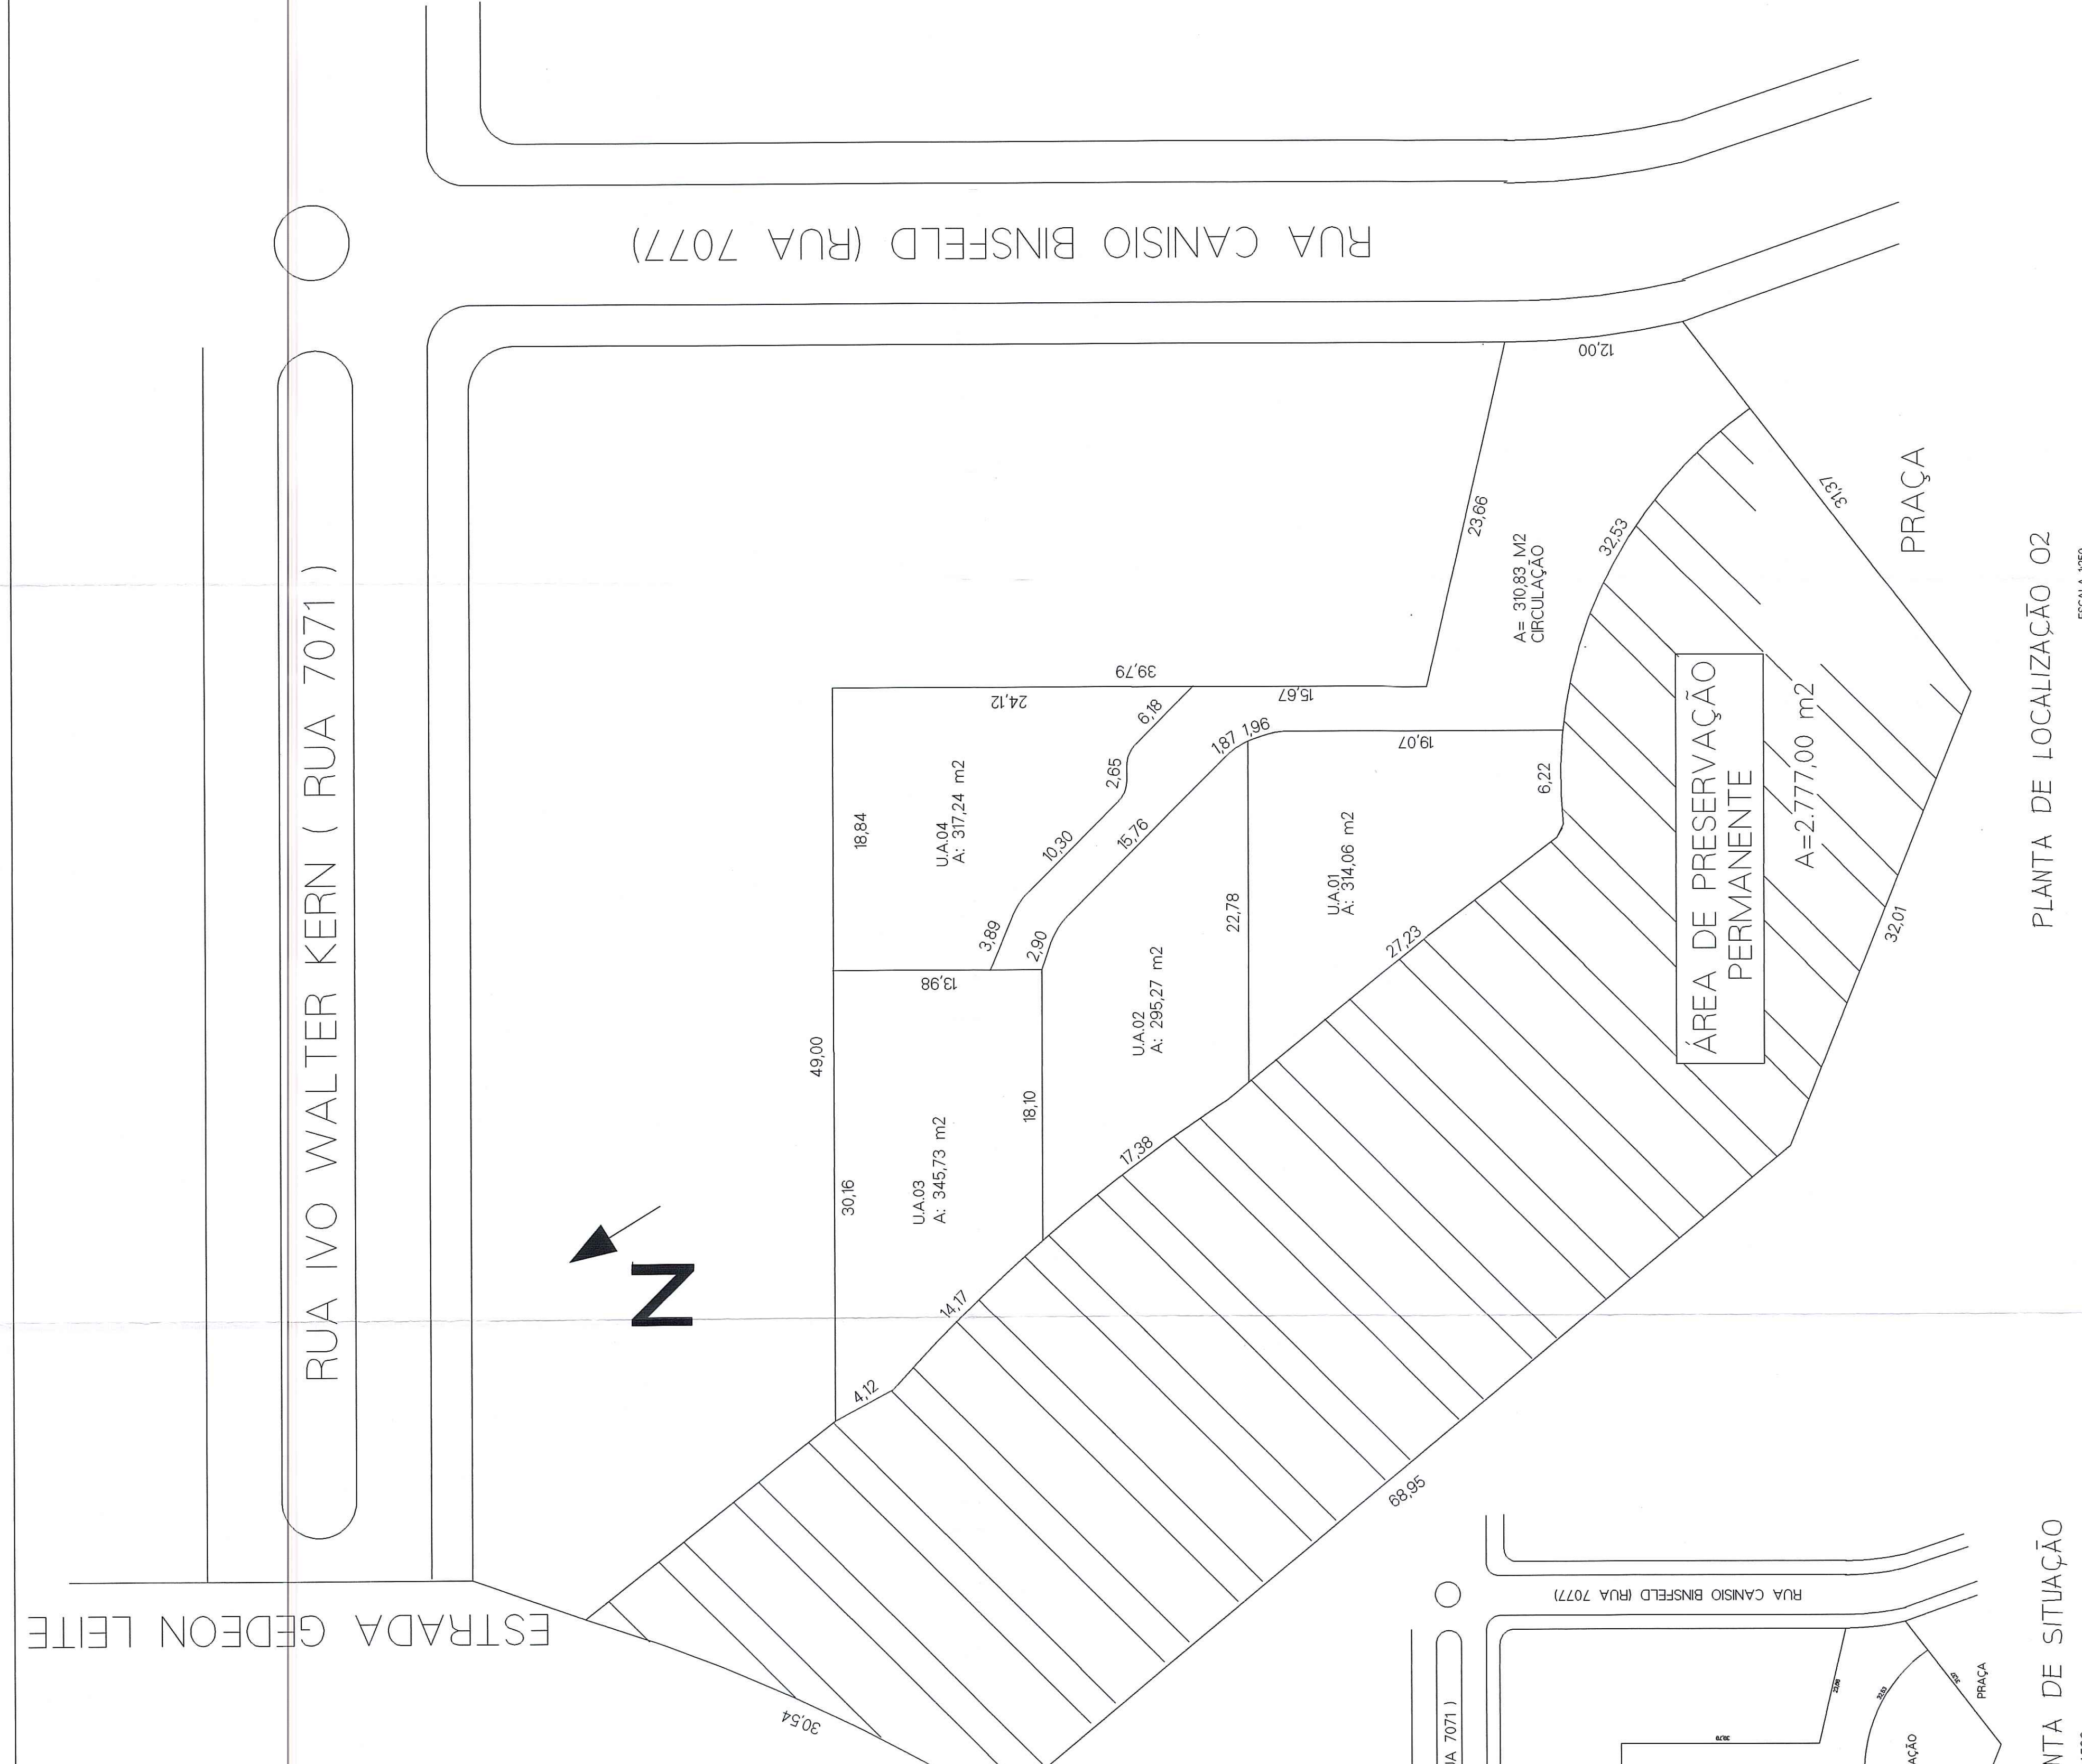 RUA CANISIO BINSFELD (RUA 7077)
RUA IVO WALTER KERN ( RUA 7071 )
ESTRADA GEDEON LEITE
12,00
23,66
32,53
31,37
PRAÇA
A= 310,83 M2
CIRCULAÇÃO
39,79
24,12
15,67
6,18
2,65
10,30
3,89
1,87
1,96
15,76
2,90
19,07
6,22
18,84
U.A.04
A: 317,24 m2
13,98
49,00
30,16
U.A.03
A: 345,73 m2
18,10
U.A.02
A: 295,27 m2
22,78
U.A.01
A: 314,06 m2
27,23
17,38
14,17
4,12
ÁREA DE PRESERVAÇÃO
PERMANENTE
A=2.777,00 m2
32,01
68,95
30,54
N
PLANTA DE LOCALIZAÇÃO 02
RUA CANISIO BINSFELD (RUA 7077)
7071 )
PRAÇA
DE SITUAÇÃO